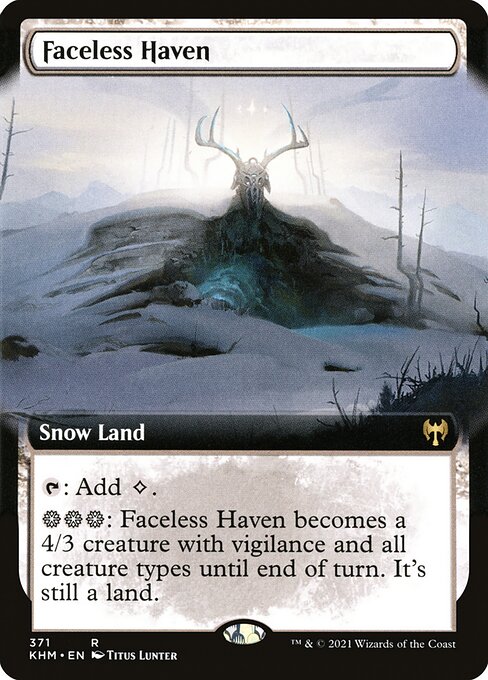 Faceless Haven
Snow Land
: Add .
: Faceless Haven becomes a
4/3 creature with vigilance and all
creature types until end of turn. It's
still a land.
371 R
KHM • EN Titus Lunter
™ & © 2021 Wizards of the Coast